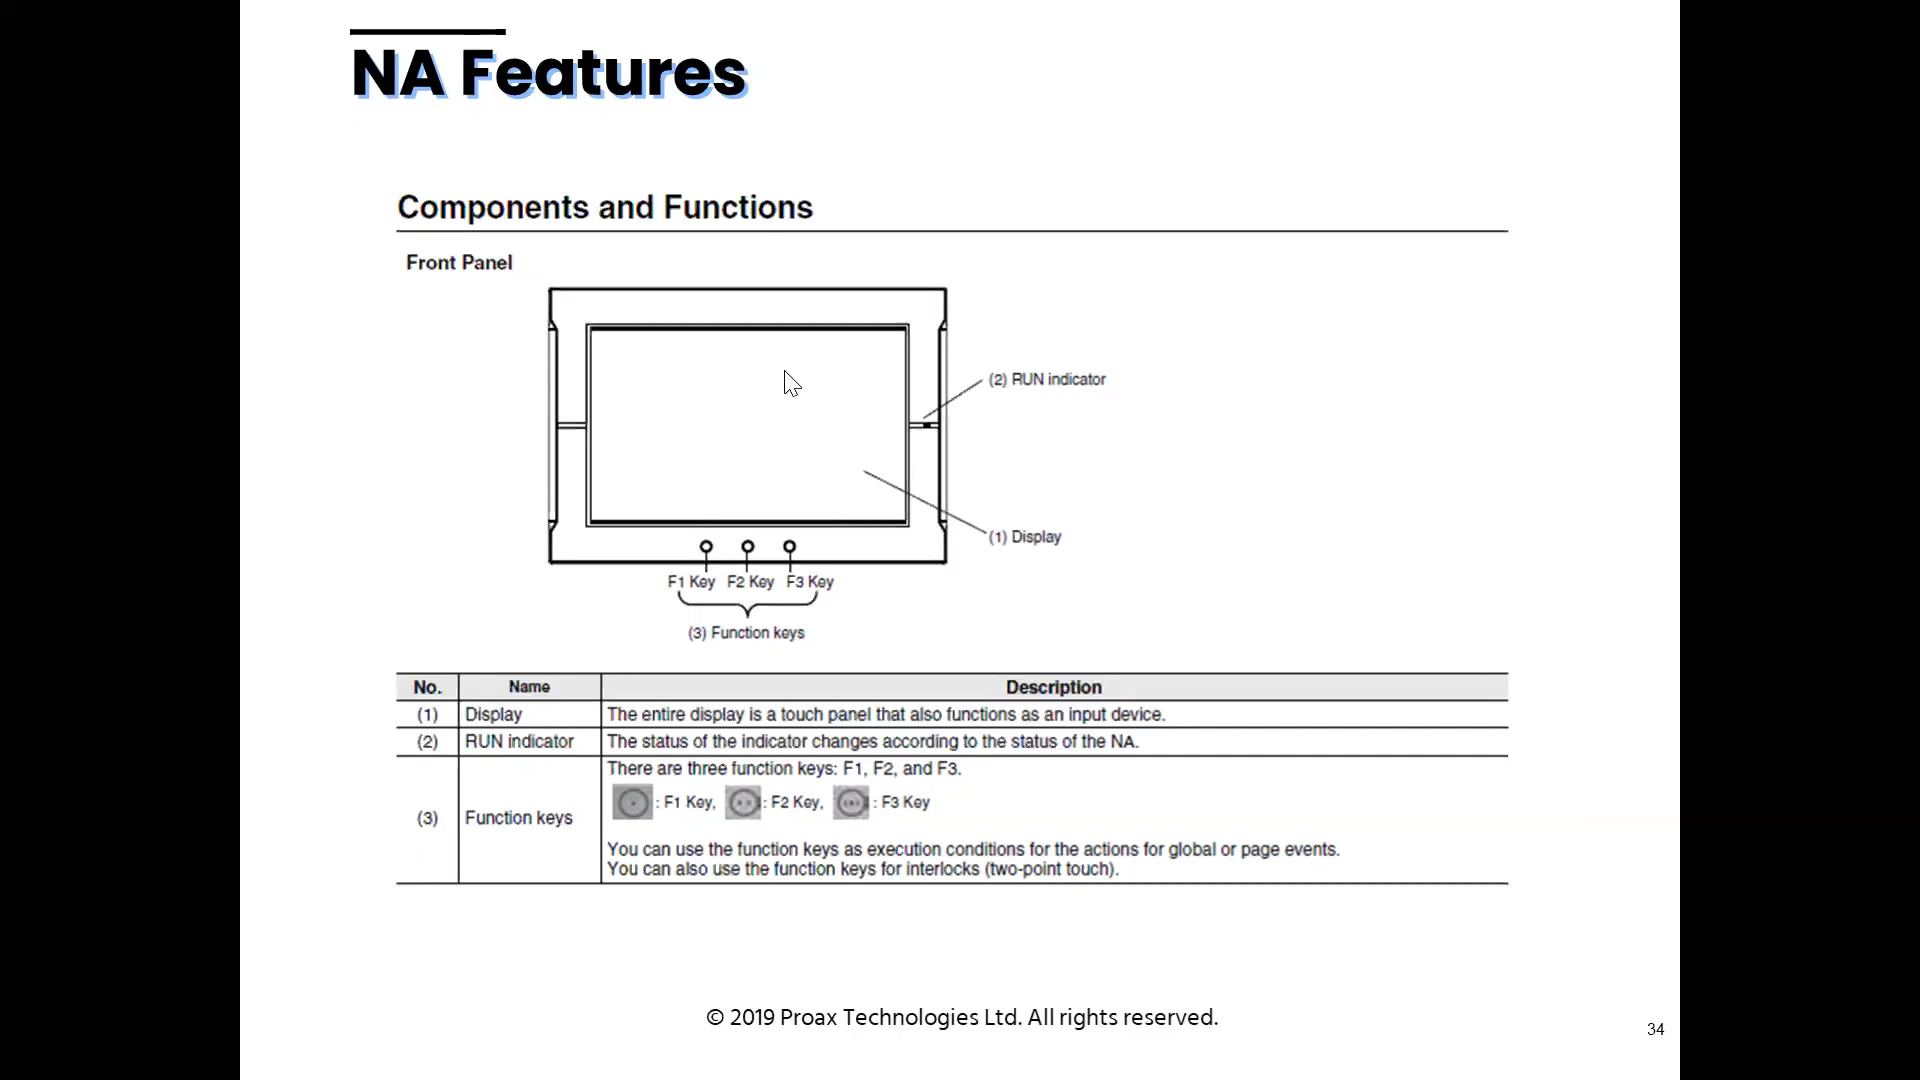 NA Features
Components and Functions
Front Panel
(2) RUN indicator
(1) Display
F1 Key F2 Key F3 Key
(3) Function keys
No. Name Description
(1) Display The entire display is a touch panel that also functions as an input device.
(2) RUN indicator The status of the indicator changes according to the status of the NA.
(3) Function keys There are three function keys: F1, F2, and F3.
: F1 Key, : F2 Key, : F3 Key
You can use the function keys as execution conditions for the actions for global or page events.
You can also use the function keys for interlocks (two-point touch).
© 2019 Proax Technologies Ltd. All rights reserved.
34